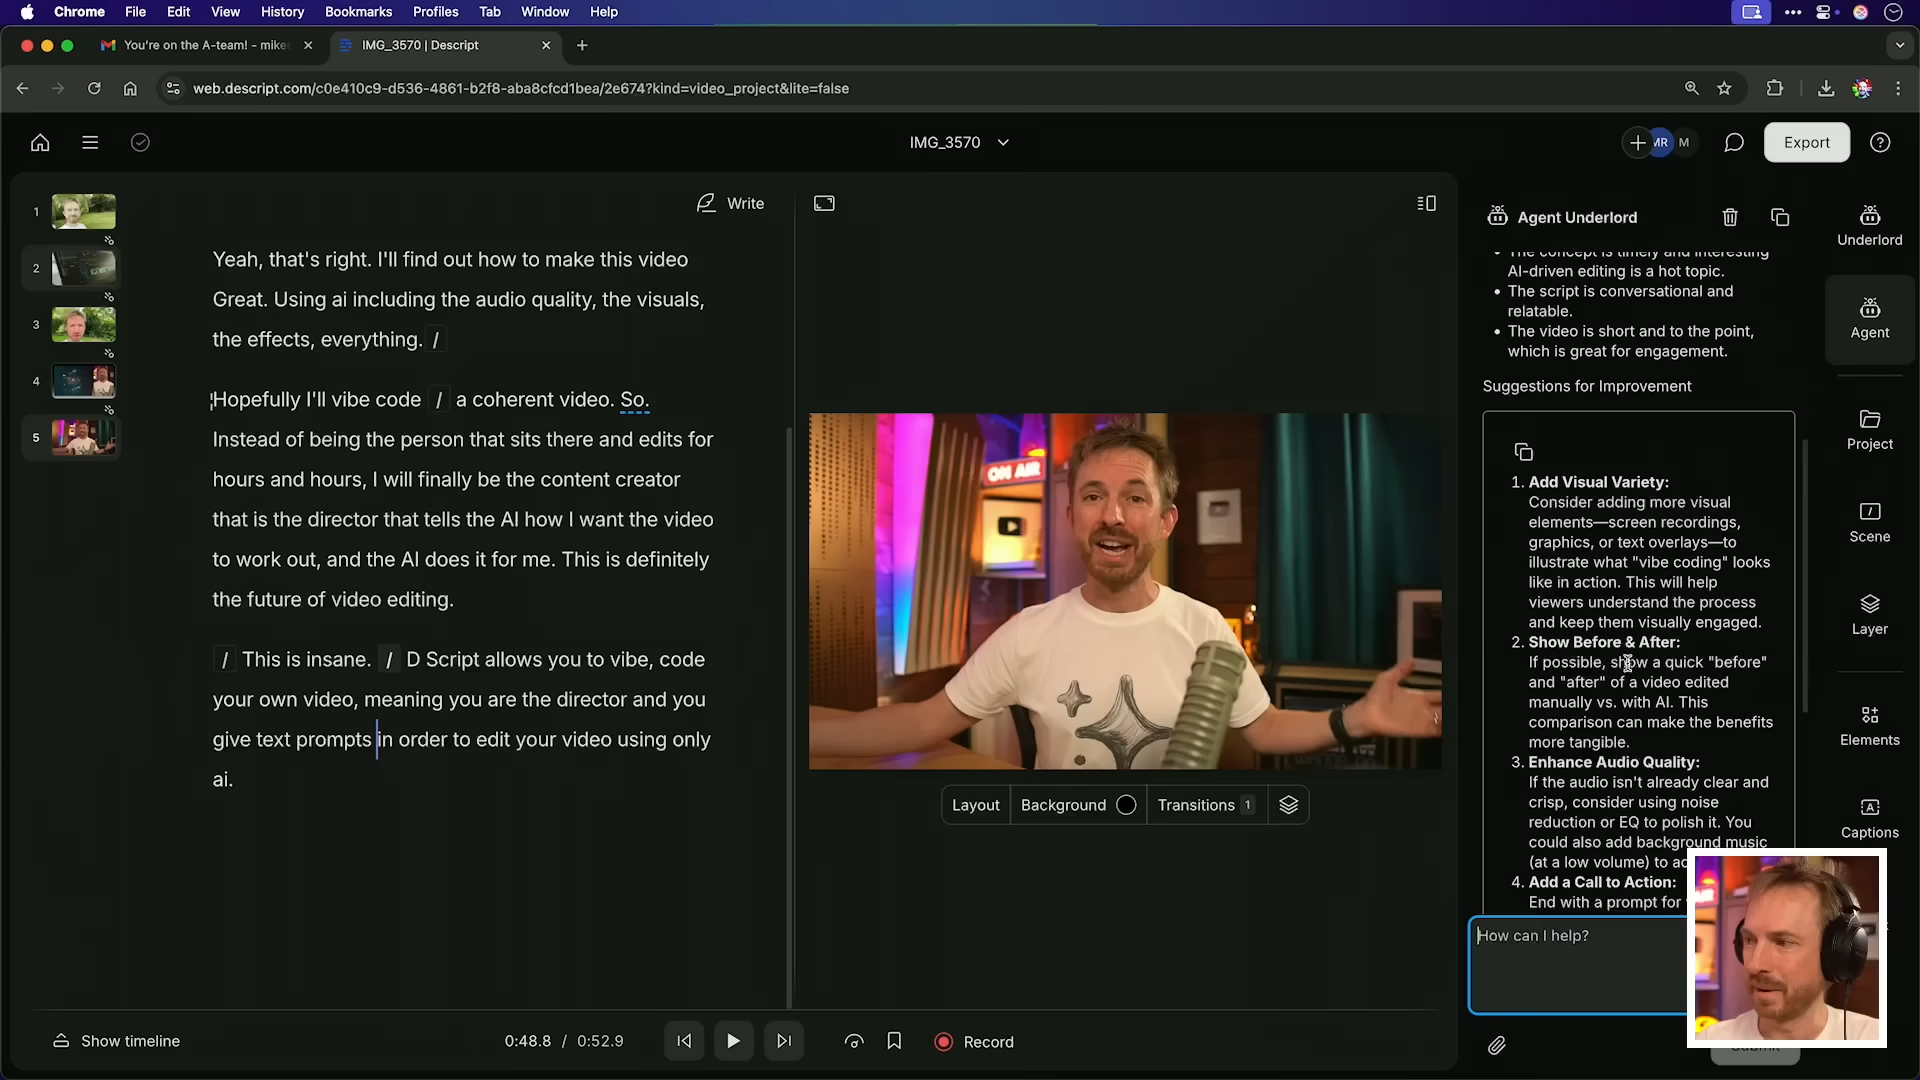 Chrome File Edit View History Bookmarks Profiles Tab Window Help
You're on the A-team! - mike
IMG_3570 | Descript
web.descript.com/c0e410c9-d536-4861-b2f8-aba8cfcd1bea/2e674?kind=video_project&lite=false
IMG_3570
MR
M
Export
1
2
3
4
5
Write
Yeah, that's right. I'll find out how to make this video
Great. Using ai including the audio quality, the visuals,
the effects, everything. /
Hopefully I'll vibe code / a coherent video. So.
Instead of being the person that sits there and edits for
hours and hours, I will finally be the content creator
that is the director that tells the AI how I want the video
to work out, and the AI does it for me. This is definitely
the future of video editing.
/ This is insane. / D Script allows you to vibe, code
your own video, meaning you are the director and you
give text prompts in order to edit your video using only
ai.
ON AIR
Layout
Background
Transitions 1
Show timeline
0:48.8 / 0:52.9
Record
Agent Underlord
The concept is timely and interesting
AI-driven editing is a hot topic.
• The script is conversational and
relatable.
• The video is short and to the point,
which is great for engagement.
Suggestions for Improvement
1. Add Visual Variety:
Consider adding more visual
elements—screen recordings,
graphics, or text overlays—to
illustrate what "vibe coding" looks
like in action. This will help
viewers understand the process
and keep them visually engaged.
2. Show Before & After:
If possible, show a quick "before"
and "after" of a video edited
manually vs. with AI. This
comparison can make the benefits
more tangible.
3. Enhance Audio Quality:
If the audio isn't already clear and
crisp, consider using noise
reduction or EQ to polish it. You
could also add background music
(at a low volume) to
4. Add a Call to Action:
End with a prompt for
How can I help?
Submit
Underlord
Agent
Project
Scene
Layer
Elements
Captions